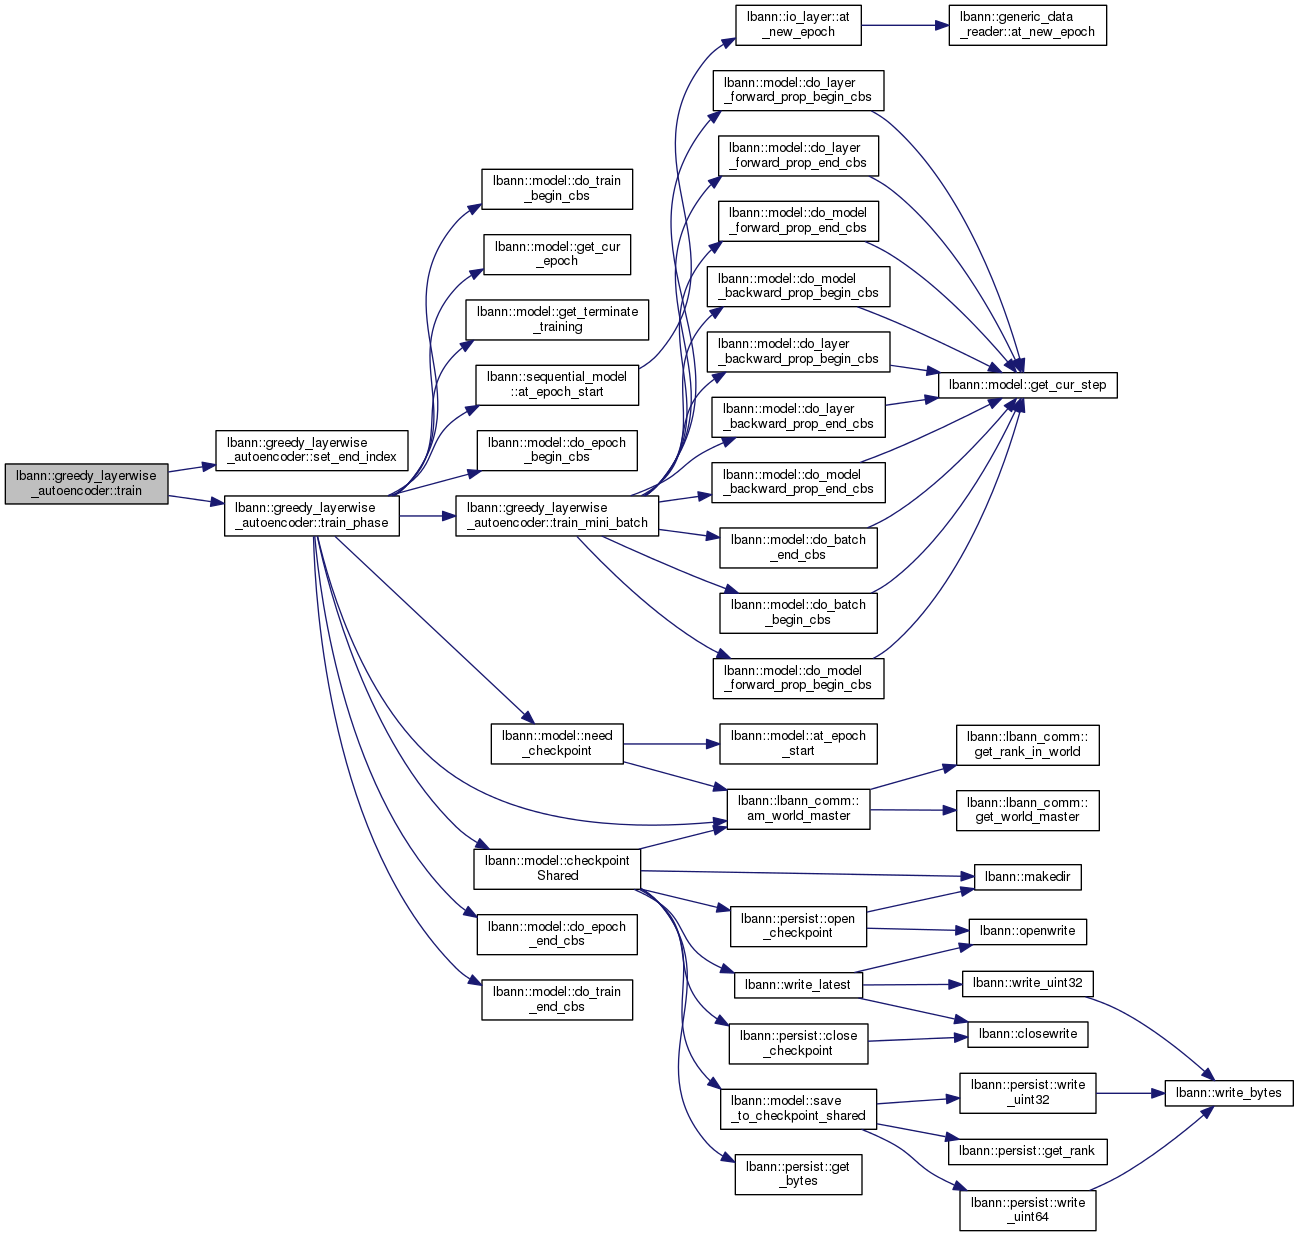 lbann::greedy_layerwise
_autoencoder::train
lbann::greedy_layerwise
_autoencoder::set_end_index
lbann::greedy_layerwise
_autoencoder::train_phase
lbann::model::do_train
_begin_cbs
lbann::model::get_cur
_epoch
lbann::model::get_terminate
_training
lbann::sequential_model
::at_epoch_start
lbann::model::do_epoch
_begin_cbs
lbann::greedy_layerwise
_autoencoder::train_mini_batch
lbann::model::need
_checkpoint
lbann::model::checkpoint
Shared
lbann::model::do_epoch
_end_cbs
lbann::model::do_train
_end_cbs
lbann::io_layer::at
_new_epoch
lbann::model::do_layer
_forward_prop_begin_cbs
lbann::model::do_layer
_forward_prop_end_cbs
lbann::model::do_model
_forward_prop_end_cbs
lbann::model::do_model
_backward_prop_begin_cbs
lbann::model::do_layer
_backward_prop_begin_cbs
lbann::model::do_layer
_backward_prop_end_cbs
lbann::model::do_model
_backward_prop_end_cbs
lbann::model::do_batch
_end_cbs
lbann::model::do_batch
_begin_cbs
lbann::model::do_model
_forward_prop_begin_cbs
lbann::model::at_epoch
_start
lbann::lbann_comm::
am_world_master
lbann::persist::open
_checkpoint
lbann::write_latest
lbann::persist::close
_checkpoint
lbann::model::save
_to_checkpoint_shared
lbann::persist::get
_bytes
lbann::generic_data
_reader::at_new_epoch
lbann::model::get_cur_step
lbann::lbann_comm::
get_rank_in_world
lbann::lbann_comm::
get_world_master
lbann::makedir
lbann::openwrite
lbann::write_uint32
lbann::closewrite
lbann::persist::write
_uint32
lbann::persist::get_rank
lbann::persist::write
_uint64
lbann::write_bytes